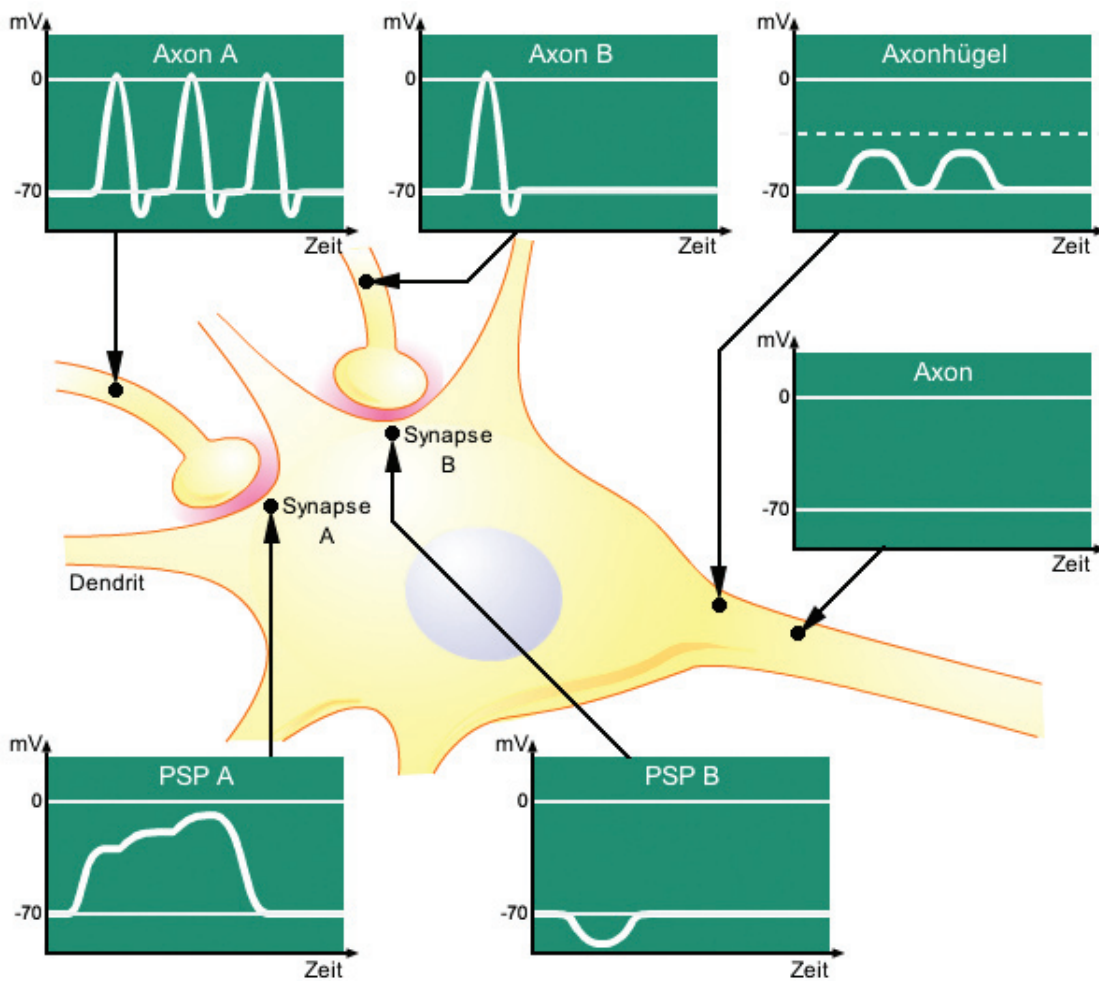 mV
Axon A
0
-70
Zeit
mV
Axon B
0
-70
Zeit
mV
Axonhügel
0
-70
Zeit
mV
Axon
0
-70
Zeit
Synapse
B
Synapse
A
Dendrit
mV
PSP A
0
-70
Zeit
mV
PSP B
0
-70
Zeit